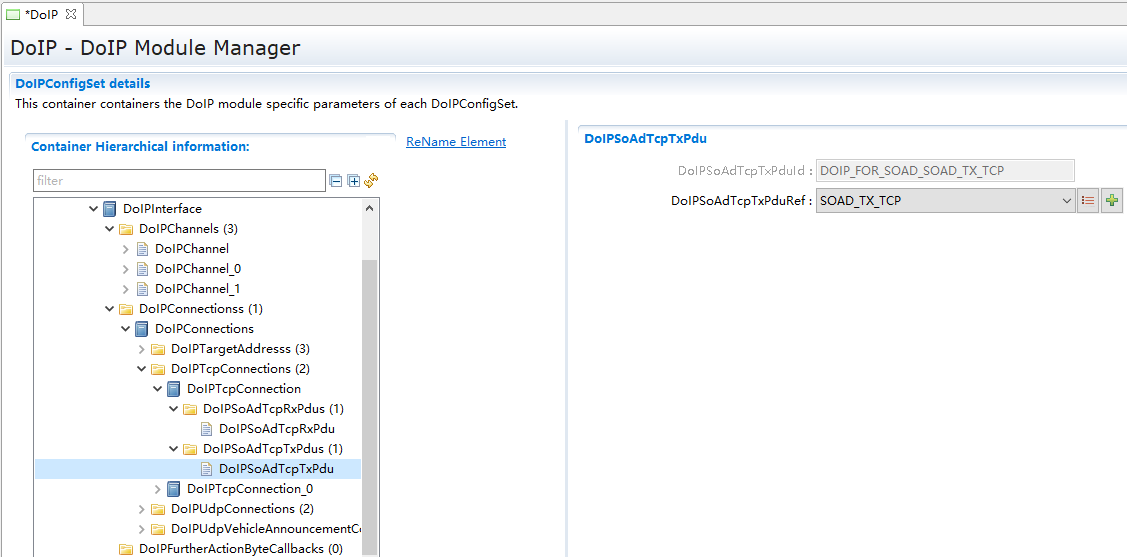 *DoIP
DoIP - DoIP Module Manager
DoIPConfigSet details
This container containers the DoIP module specific parameters of each DoIPConfigSet.
Container Hierarchical information:
ReName Element
filter
DoIPInterface
DoIPChannels (3)
DoIPChannel
DoIPChannel_0
DoIPChannel_1
DoIPConnectionss (1)
DoIPConnections
DoIPTargetAddresss (3)
DoIPTcpConnections (2)
DoIPTcpConnection
DoIPSoAdTcpRxPdus (1)
DoIPSoAdTcpRxPdu
DoIPSoAdTcpTxPdus (1)
DoIPSoAdTcpTxPdu
DoIPTcpConnection_0
DoIPUdpConnections (2)
DoIPUdpVehicleAnnouncementCo
DoIPFurtherActionByteCallbacks (0)
DoIPSoAdTcpTxPdu
DoIPSoAdTcpTxPduId : DOIP_FOR_SOAD_SOAD_TX_TCP
DoIPSoAdTcpTxPduRef : SOAD_TX_TCP